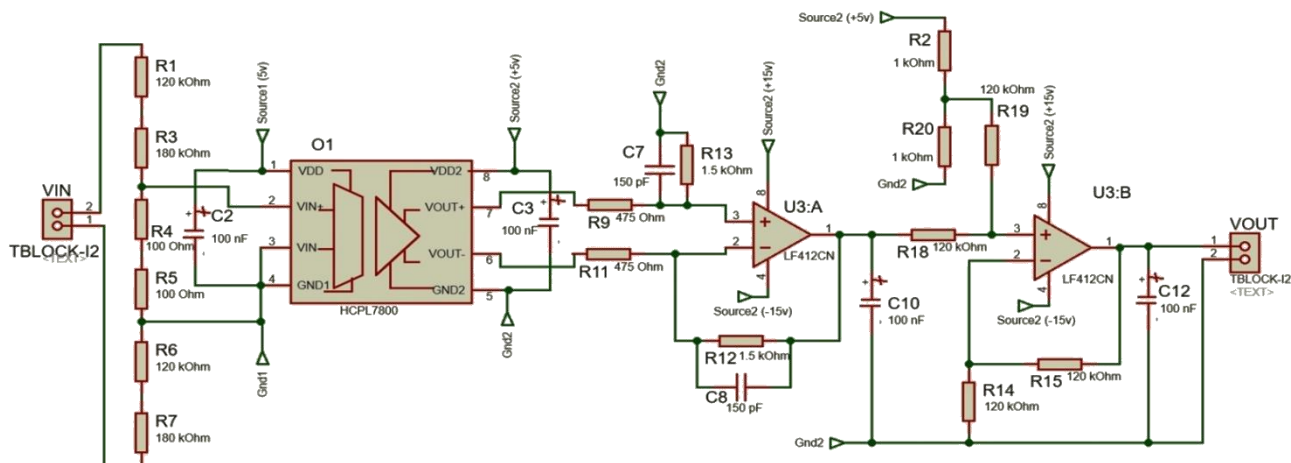 VIN
2
1
TBLOCK-I2
<TEXT>
R1
120 kOhm
R3
180 kOhm
R4
100 Ohm
R5
100 Ohm
R6
120 kOhm
R7
180 kOhm
C2
100 nF
Source1 (5v)
Gnd1
O1
1
VDD
2
VIN+
3
VIN
4
GND1
VDD2
8
VOUT+
7
VOUT-
6
GND2
5
HCPL7800
Source2 (+5v)
C3
100 nF
Gnd2
R9
475 Ohm
R11
475 Ohm
Gnd2
C7
150 pF
R13
1.5 kOhm
Source2 (+15v)
8
3
2
1
4
U3:A
LF412CN
Source2 (-15v)
R12
1.5 kOhm
C8
150 pF
C10
100 nF
R18
120 kOhm
Source2 (+5v)
R2
1 kOhm
R20
1 kOhm
Gnd2
120 kOhm
R19
Source2 (+15v)
8
3
2
1
4
U3:B
LF412CN
Source2 (-15v)
R15
120 kOhm
R14
120 kOhm
Gnd2
C12
100 nF
VOUT
1
2
TBLOCK-I2
<TEXT>